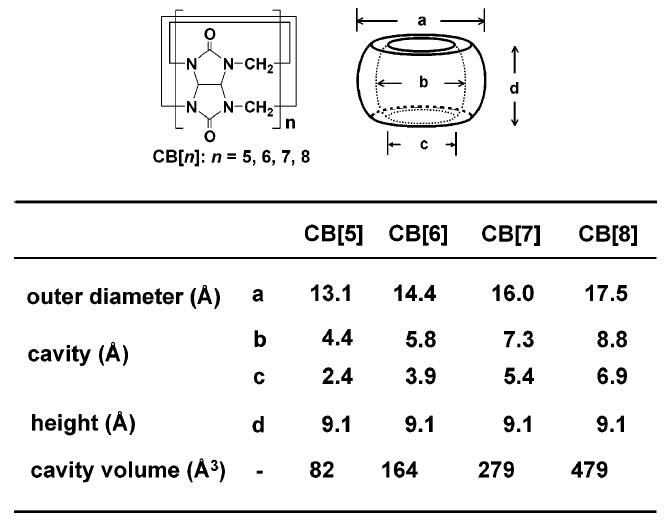 O
N N CH₂
N N CH₂
O n
CB[n]: n = 5, 6, 7, 8
a
b
c
d
CB[5] CB[6] CB[7] CB[8]
outer diameter (Å) a 13.1 14.4 16.0 17.5
cavity (Å)
b 4.4 5.8 7.3 8.8
c 2.4 3.9 5.4 6.9
height (Å) d 9.1 9.1 9.1 9.1
cavity volume (Å³) - 82 164 279 479